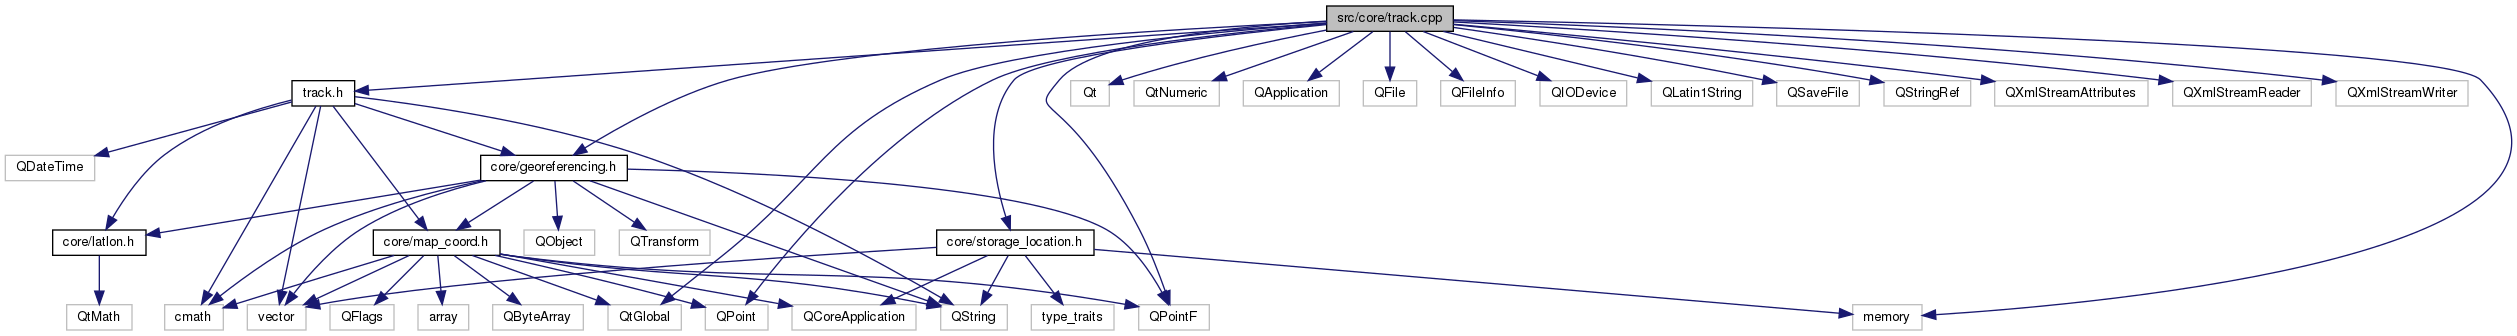 src/core/track.cpp
track.h
Qt
QtNumeric
QApplication
QFile
QFileInfo
QIODevice
QLatin1String
QSaveFile
QStringRef
QXmlStreamAttributes
QXmlStreamReader
QXmlStreamWriter
QDateTime
core/georeferencing.h
core/latlon.h
core/map_coord.h
QObject
QTransform
core/storage_location.h
QtMath
cmath
vector
QFlags
array
QByteArray
QtGlobal
QPoint
QCoreApplication
QString
type_traits
QPointF
memory